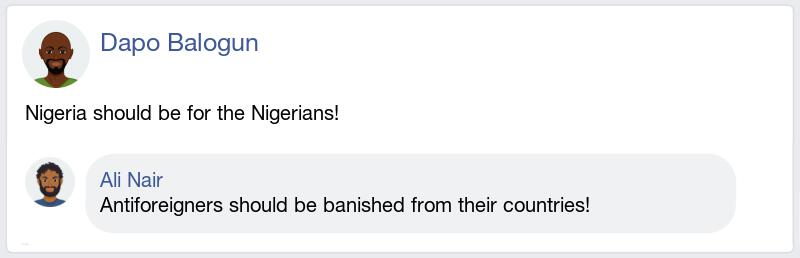 Dapo Balogun
Nigeria should be for the Nigerians!
Ali Nair
Antiforeigners should be banished from their countries!